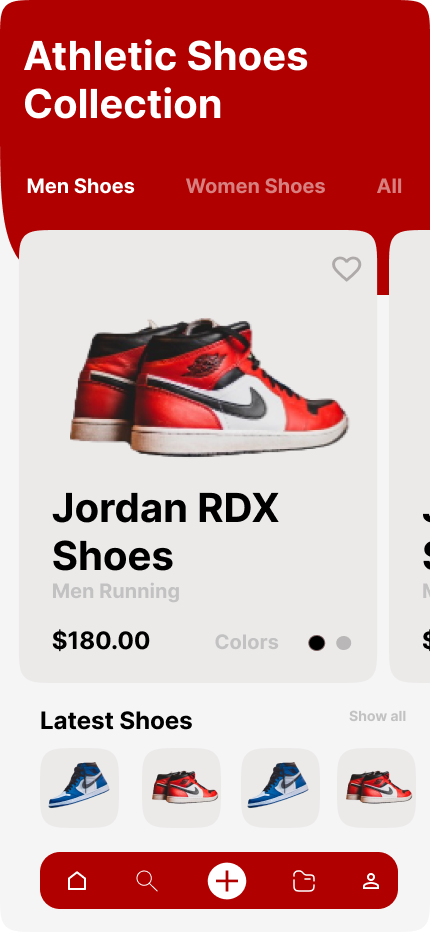 Athletic Shoes
Collection
Men Shoes Women Shoes All
Jordan RDX
Shoes
Men Running
$180.00 Colors
Latest Shoes Show all